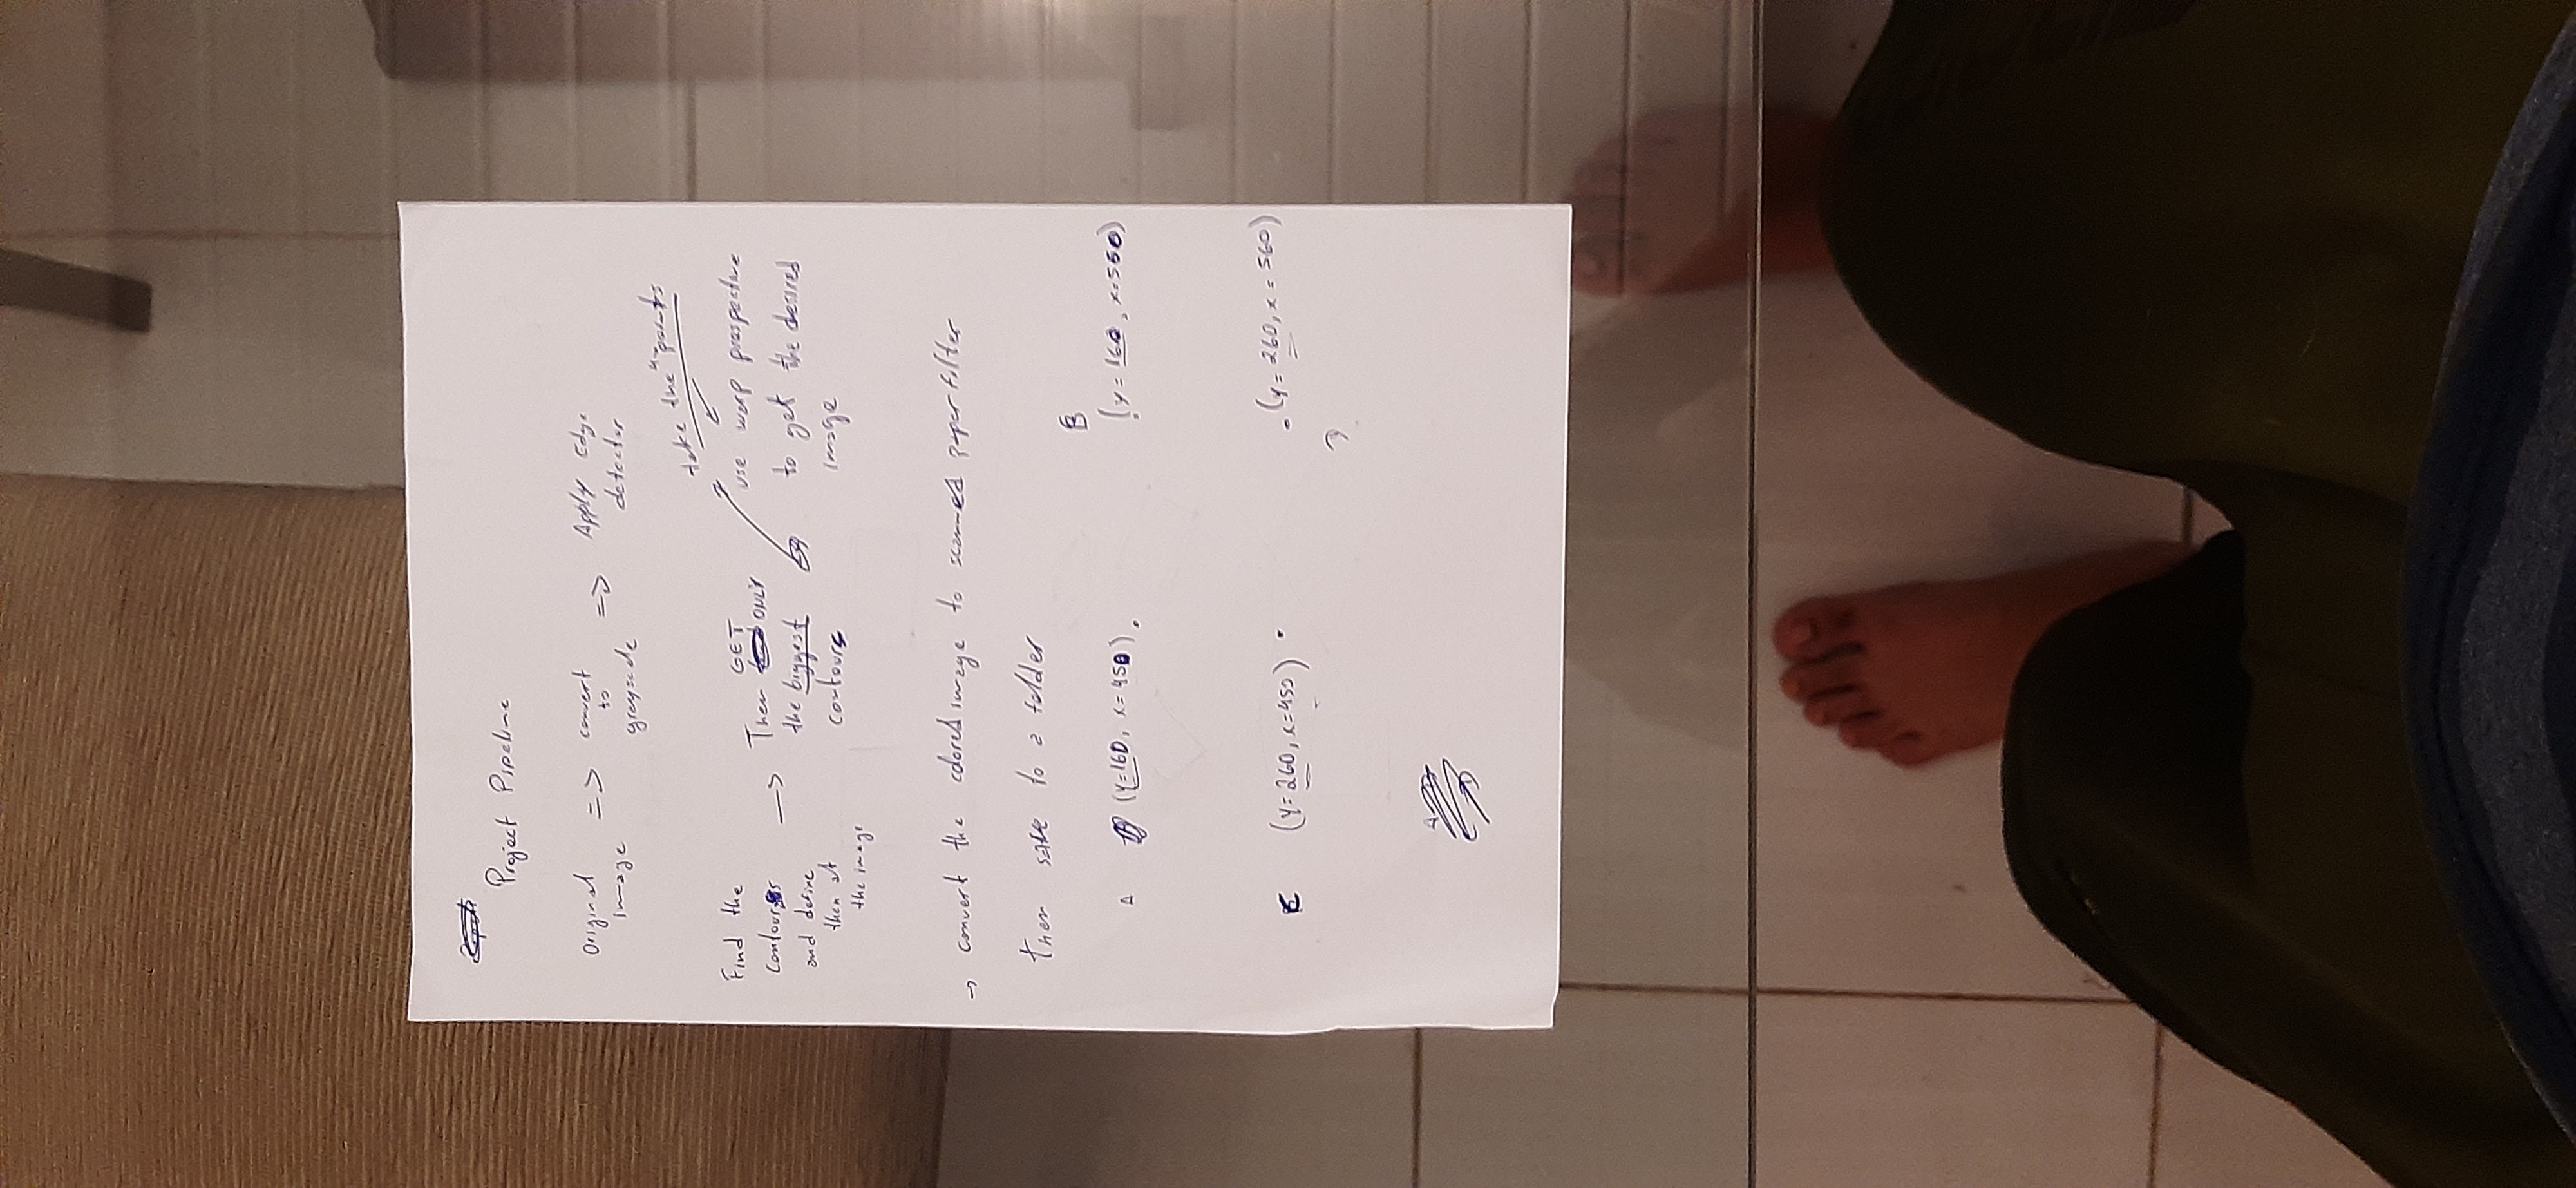 Project Pipeline
Original image => convert to greyscale => Apply Edge detector
take the 4 points
Find the contours and define then at the image -> Then GET ONLY the biggest contours
use warp prespective to get the desired image
-> convert the colored image to scanned paper filter
Then save to a folder
B
A (y=160, x=450). (y=160, x=560)
C (y=260, x=450) . .(y=260, x=560)